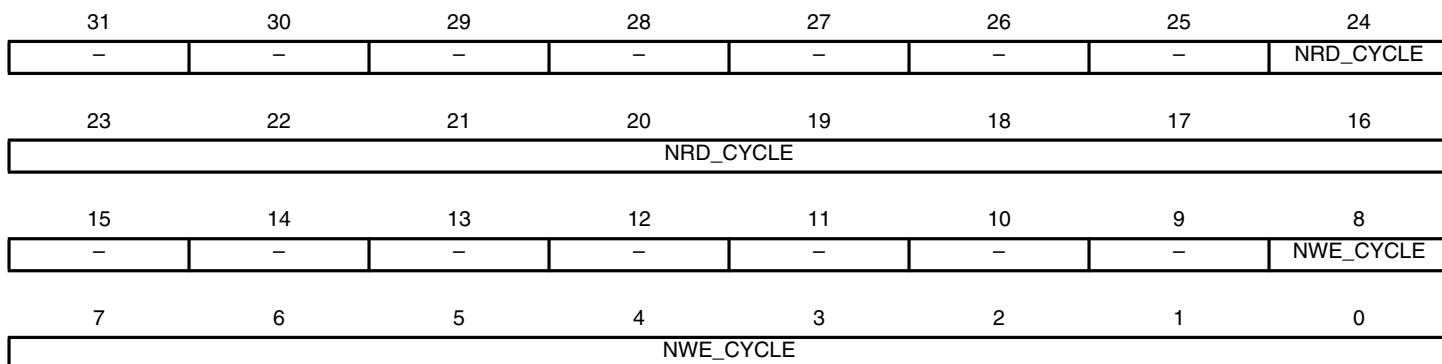 31 30 29 28 27 26 25 24
– – – – – – – NRD_CYCLE
23 22 21 20 19 18 17 16
NRD_CYCLE
15 14 13 12 11 10 9 8
– – – – – – – NWE_CYCLE
7 6 5 4 3 2 1 0
NWE_CYCLE